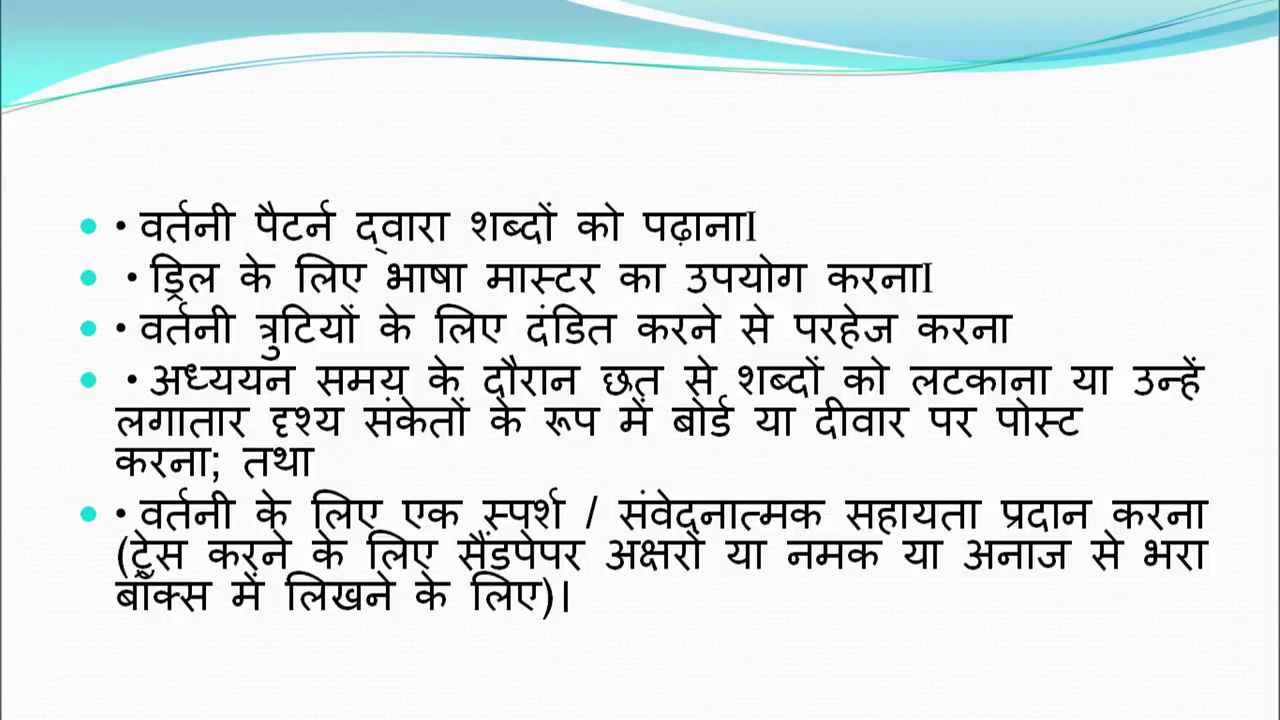 • • वर्तनी पैटर्न द्वारा शब्दों को पढ़ानाI
• • ड्रिल के लिए भाषा मास्टर का उपयोग करनाI
• • वर्तनी त्रुटियों के लिए दंडित करने से परहेज करना
• • अध्ययन समय के दौरान छत से शब्दों को लटकाना या उन्हें
लगातार दृश्य संकेतों के रूप में बोर्ड या दीवार पर पोस्ट
करना; तथा
• • वर्तनी के लिए एक स्पर्श / संवेदनात्मक सहायता प्रदान करना
(ट्रेस करने के लिए सैंडपेपर अक्षरों या नमक या अनाज से भरा
बॉक्स में लिखने के लिए)।